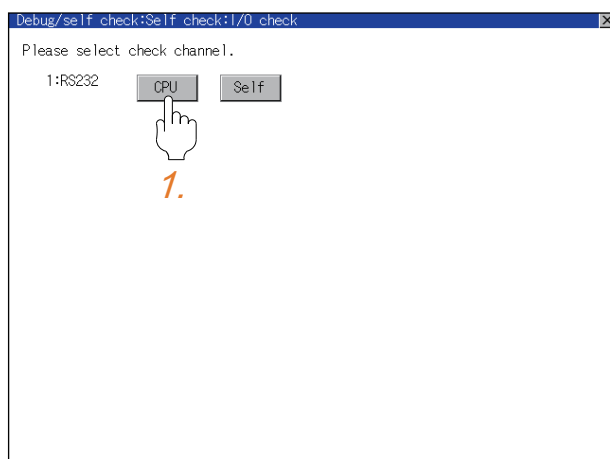 Debug/self check:Self check:I/O check
Please select check channel.
1:RS232 CPU Self
1.